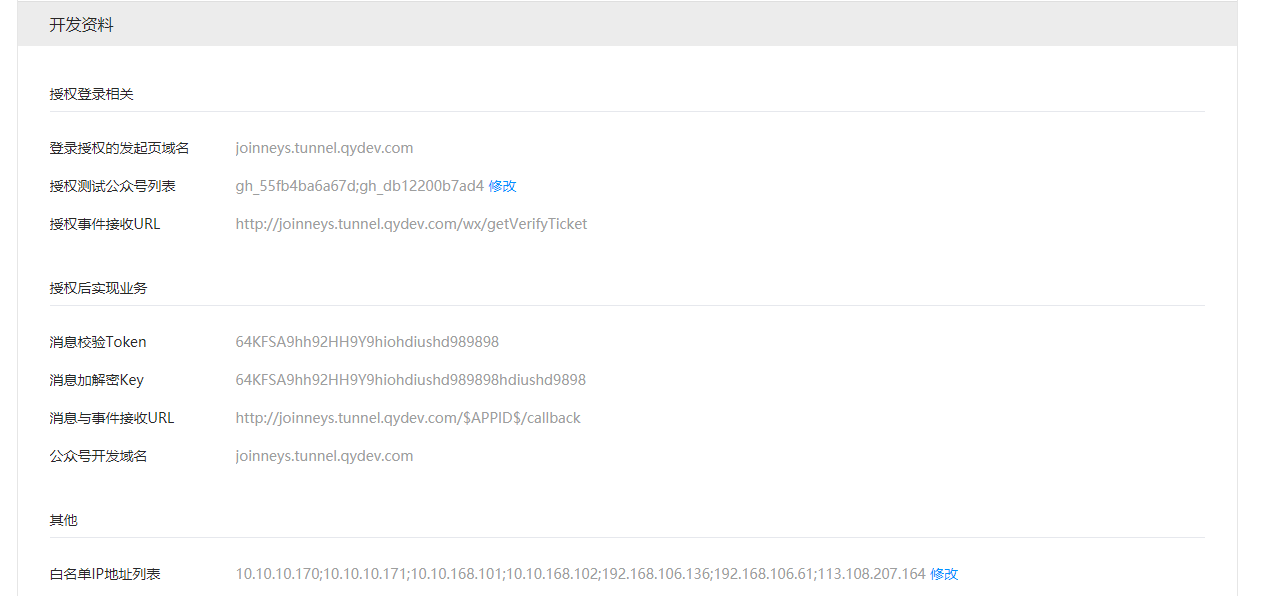 开发资料
授权登录相关
登录授权的发起页域名 joinneys.tunnel.qydev.com
授权测试公众号列表 gh_55fb4ba6a67d;gh_db12200b7ad4 修改
授权事件接收URL http://joinneys.tunnel.qydev.com/wx/getVerifyTicket
授权后实现业务
消息校验Token 64KFSA9hh92HH9Y9hiohdiushd989898
消息加解密Key 64KFSA9hh92HH9Y9hiohdiushd989898hdiushd9898
消息与事件接收URL http://joinneys.tunnel.qydev.com/$APPID$/callback
公众号开发域名 joinneys.tunnel.qydev.com
其他
白名单IP地址列表 10.10.10.170;10.10.10.171;10.10.168.101;10.10.168.102;192.168.106.136;192.168.106.61;113.108.207.164 修改